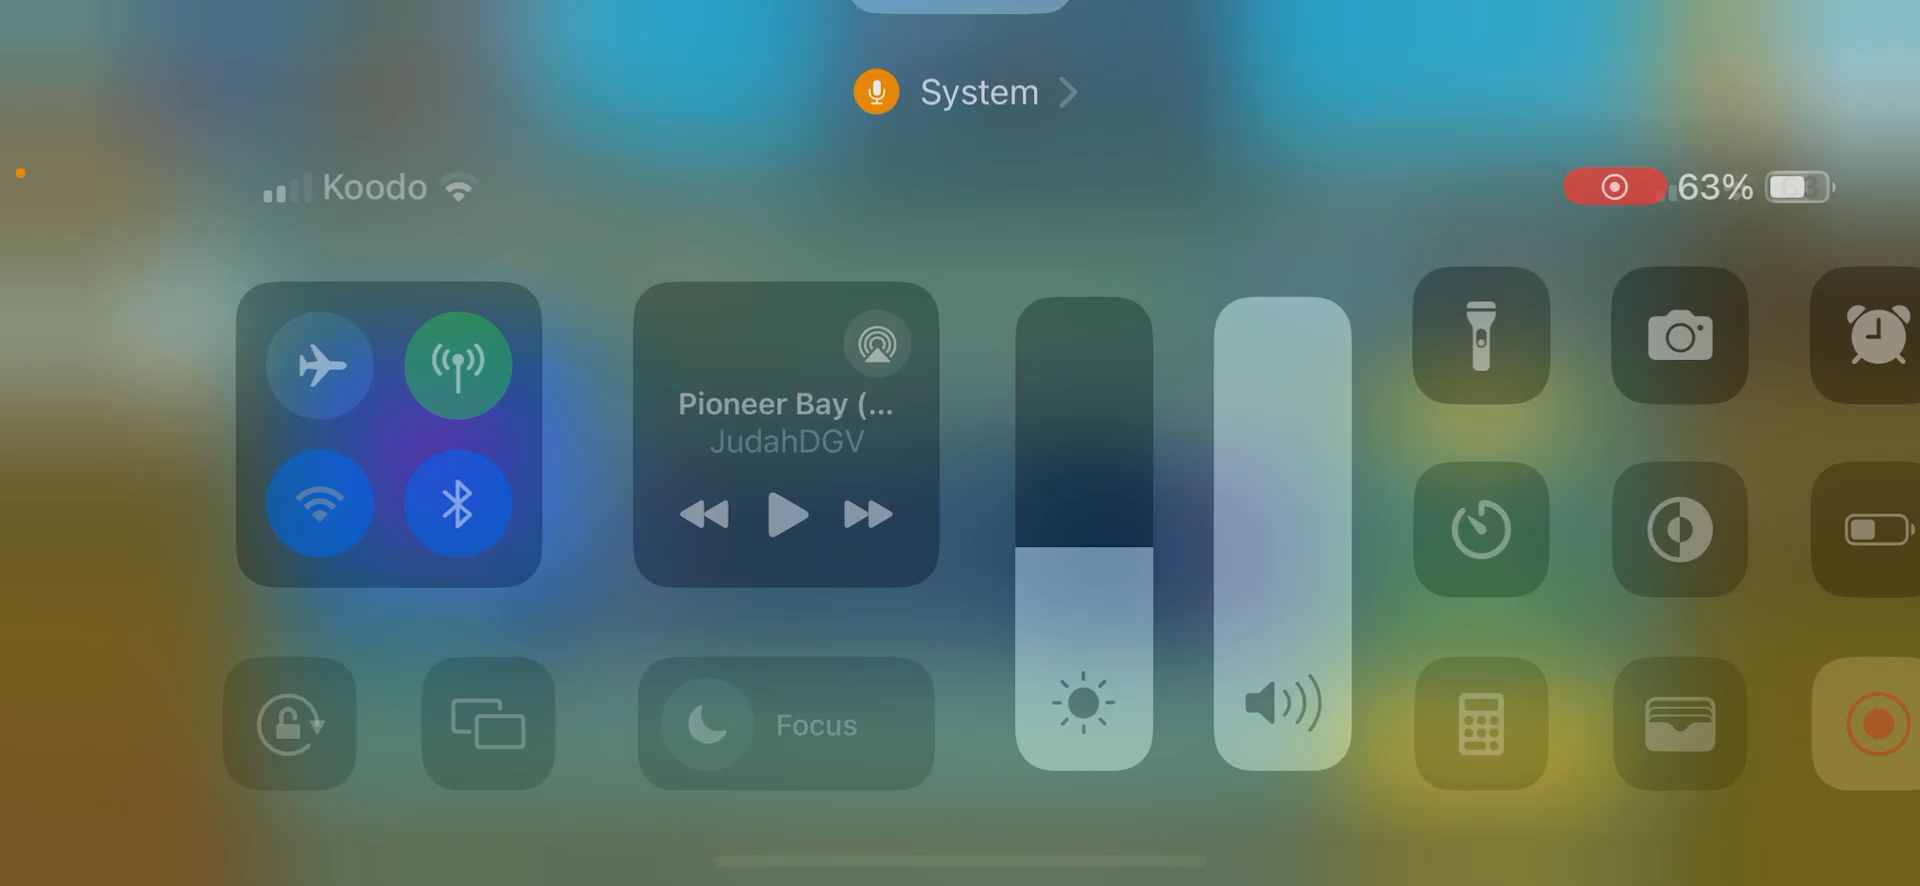 System
Koodo
63%
Pioneer Bay (...
JudahDGV
Focus